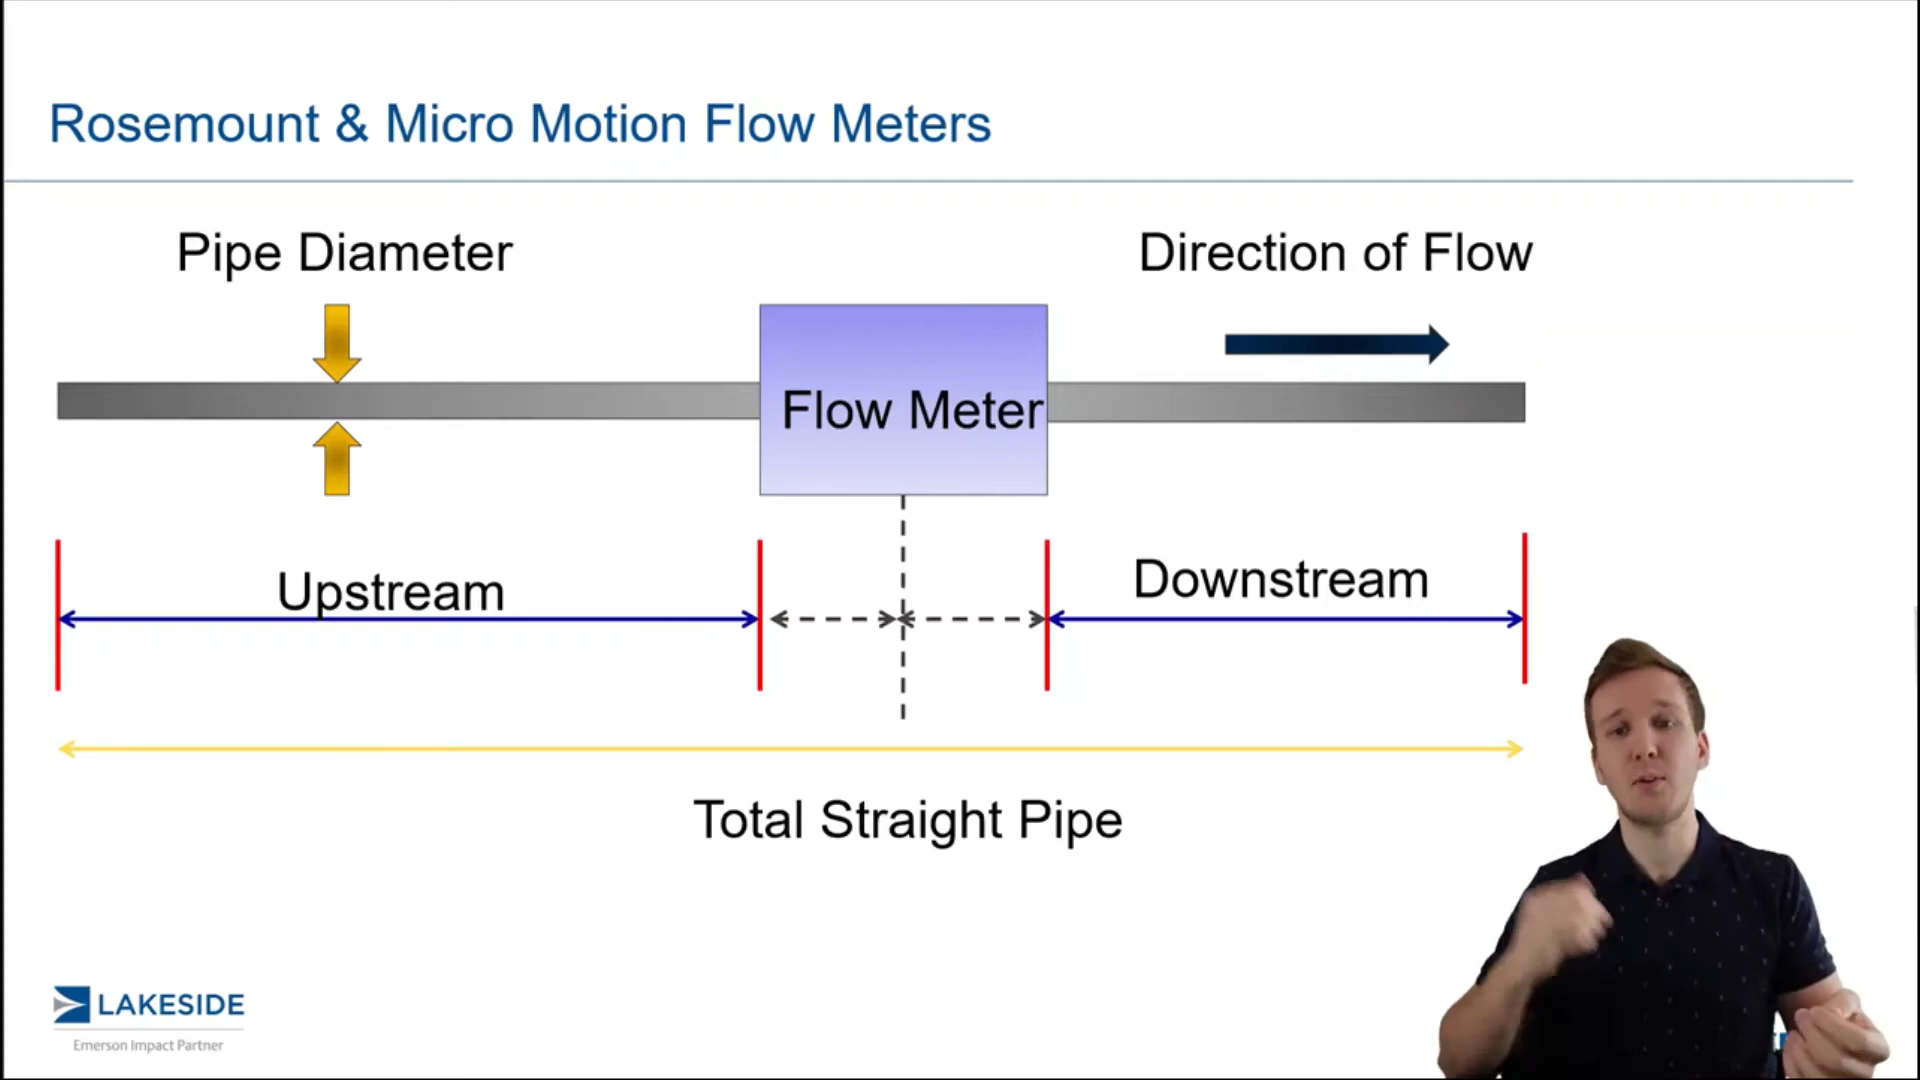 Rosemount & Micro Motion Flow Meters
Pipe Diameter
Direction of Flow
Flow Meter
Upstream
Downstream
Total Straight Pipe
LAKESIDE
Emerson Impact Partner